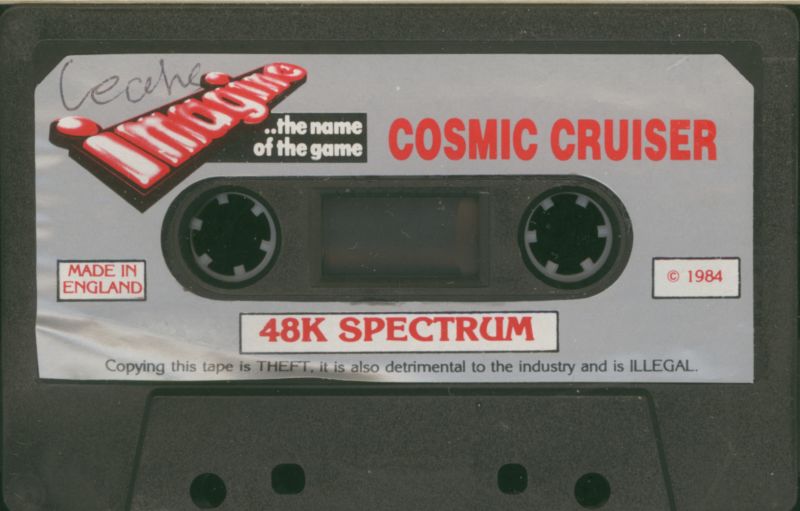 Imagine
..the name
of the game
COSMIC CRUISER
MADE IN
ENGLAND
© 1984
48K SPECTRUM
Copying this tape is THEFT, it is also detrimental to the industry and is ILLEGAL.